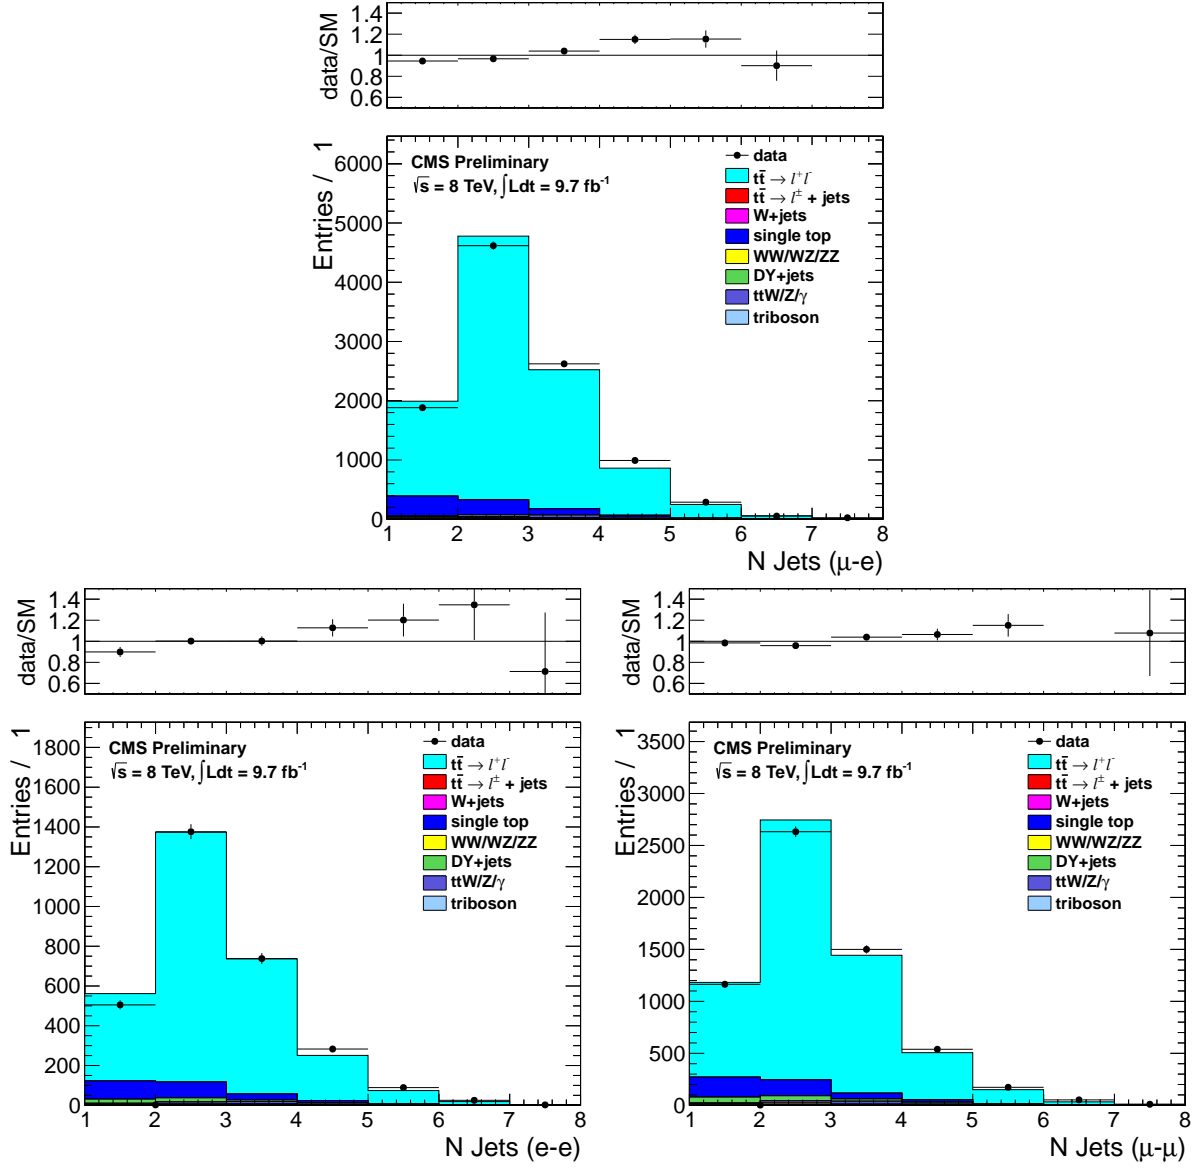 data/SM
1.4
1.2
1
0.8
0.6
Entries / 1
6000
5000
4000
3000
2000
1000
0
CMS Preliminary
√s = 8 TeV, ∫Ldt = 9.7 fb⁻¹
data
tt̄ → l⁺l⁻
tt̄ → l± + jets
W+jets
single top
WW/WZ/ZZ
DY+jets
ttW/Z/γ
triboson
1 2 3 4 5 6 7 8
N Jets (μ-e)
data/SM
1.4
1.2
1
0.8
0.6
Entries / 1
1800
1600
1400
1200
1000
800
600
400
200
0
CMS Preliminary
√s = 8 TeV, ∫Ldt = 9.7 fb⁻¹
data
tt̄ → l⁺l⁻
tt̄ → l± + jets
W+jets
single top
WW/WZ/ZZ
DY+jets
ttW/Z/γ
triboson
1 2 3 4 5 6 7 8
N Jets (e-e)
data/SM
1.4
1.2
1
0.8
0.6
Entries / 1
3500
3000
2500
2000
1500
1000
500
0
CMS Preliminary
√s = 8 TeV, ∫Ldt = 9.7 fb⁻¹
data
tt̄ → l⁺l⁻
tt̄ → l± + jets
W+jets
single top
WW/WZ/ZZ
DY+jets
ttW/Z/γ
triboson
1 2 3 4 5 6 7 8
N Jets (μ-μ)